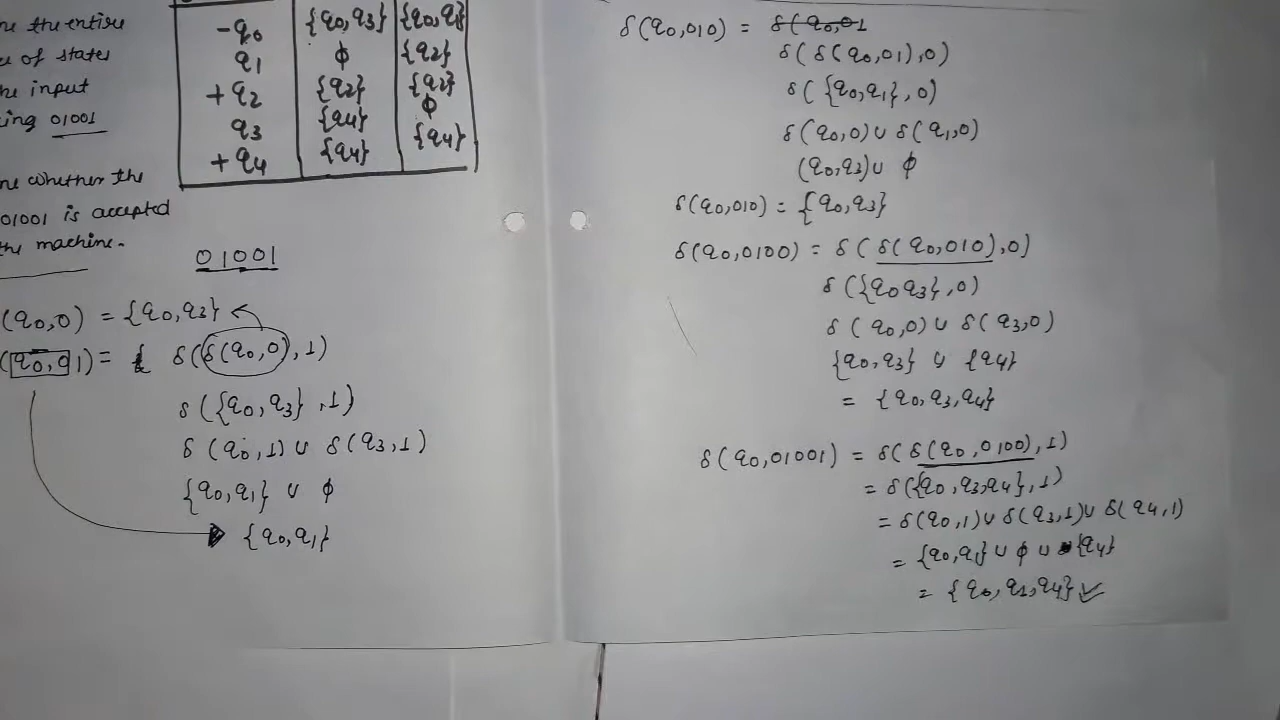 the entire
of states
input
01001
whether the
01001 is accepted
the machine.
-q0 {q0,q3} {q0,q1}
q1 φ {q2}
+q2 {q2} {q2}
q3 {q4} φ
+q4 {q4} {q4}
01001
(q0,0) = {q0,q3}
(q0,01) = δ(δ(q0,0),1)
δ({q0,q3},1)
δ(q0,1) ∪ δ(q3,1)
{q0,q1} ∪ φ
{q0,q1}
δ(q0,010) = δ(q0,01
δ(δ(q0,01),0)
δ({q0,q1},0)
δ(q0,0) ∪ δ(q1,0)
(q0,q3) ∪ φ
δ(q0,010) = {q0,q3}
δ(q0,0100) = δ(δ(q0,010),0)
δ({q0q3},0)
δ(q0,0) ∪ δ(q3,0)
{q0,q3} ∪ {q4}
= {q0,q3,q4}
δ(q0,01001) = δ(δ(q0,0100),1)
= δ({q0,q3,q4},1)
= δ(q0,1) ∪ δ(q3,1) ∪ δ(q4,1)
= {q0,q1} ∪ φ ∪ {q4}
= {q0,q1,q4}